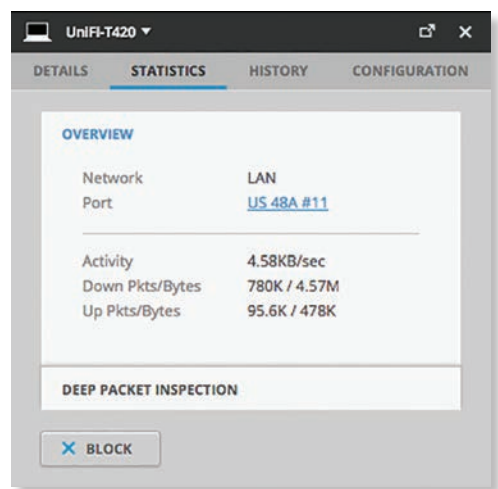 UniFi-T420
DETAILS STATISTICS HISTORY CONFIGURATION
OVERVIEW
Network LAN
Port US 48A #11
Activity 4.58KB/sec
Down Pkts/Bytes 780K / 4.57M
Up Pkts/Bytes 95.6K / 478K
DEEP PACKET INSPECTION
BLOCK